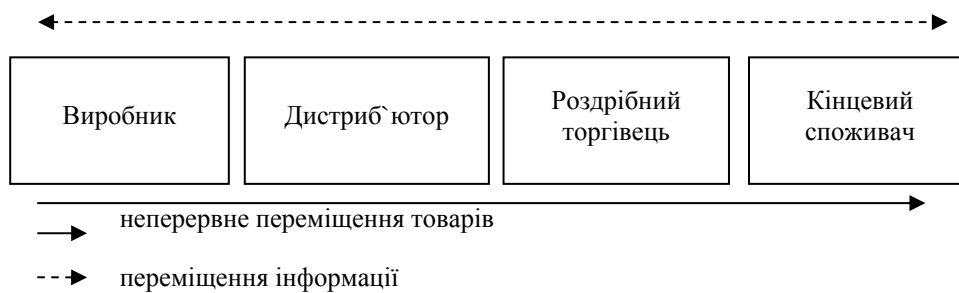 Виробник
Дистриб`ютор
Роздрібний
торгівець
Кінцевий
споживач
неперервне переміщення товарів
переміщення інформації